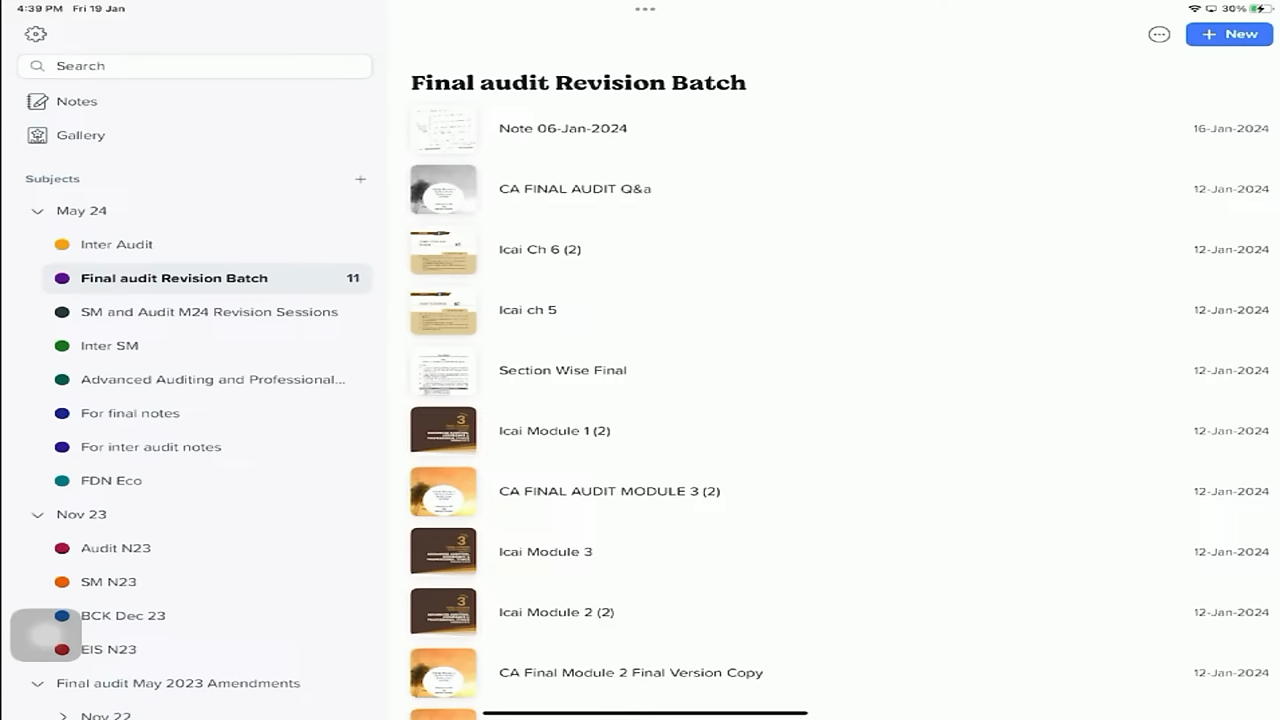 4:39 PM Fri 19 Jan
30%
Search
Notes
Gallery
Subjects
May 24
Inter Audit
Final audit Revision Batch 11
SM and Audit M24 Revision Sessions
Inter SM
Advanced Auditing and Professional...
For final notes
For inter audit notes
FDN Eco
Nov 23
Audit N23
SM N23
BCK Dec 23
EIS N23
Final audit May 2023 Amendments
Nov 22
+ New
Final audit Revision Batch
Note 06-Jan-2024 16-Jan-2024
CA FINAL AUDIT Q&a 12-Jan-2024
Icai Ch 6 (2) 12-Jan-2024
Icai ch 5 12-Jan-2024
Section Wise Final 12-Jan-2024
Icai Module 1 (2) 12-Jan-2024
CA FINAL AUDIT MODULE 3 (2) 12-Jan-2024
Icai Module 3 12-Jan-2024
Icai Module 2 (2) 12-Jan-2024
CA Final Module 2 Final Version Copy 12-Jan-2024